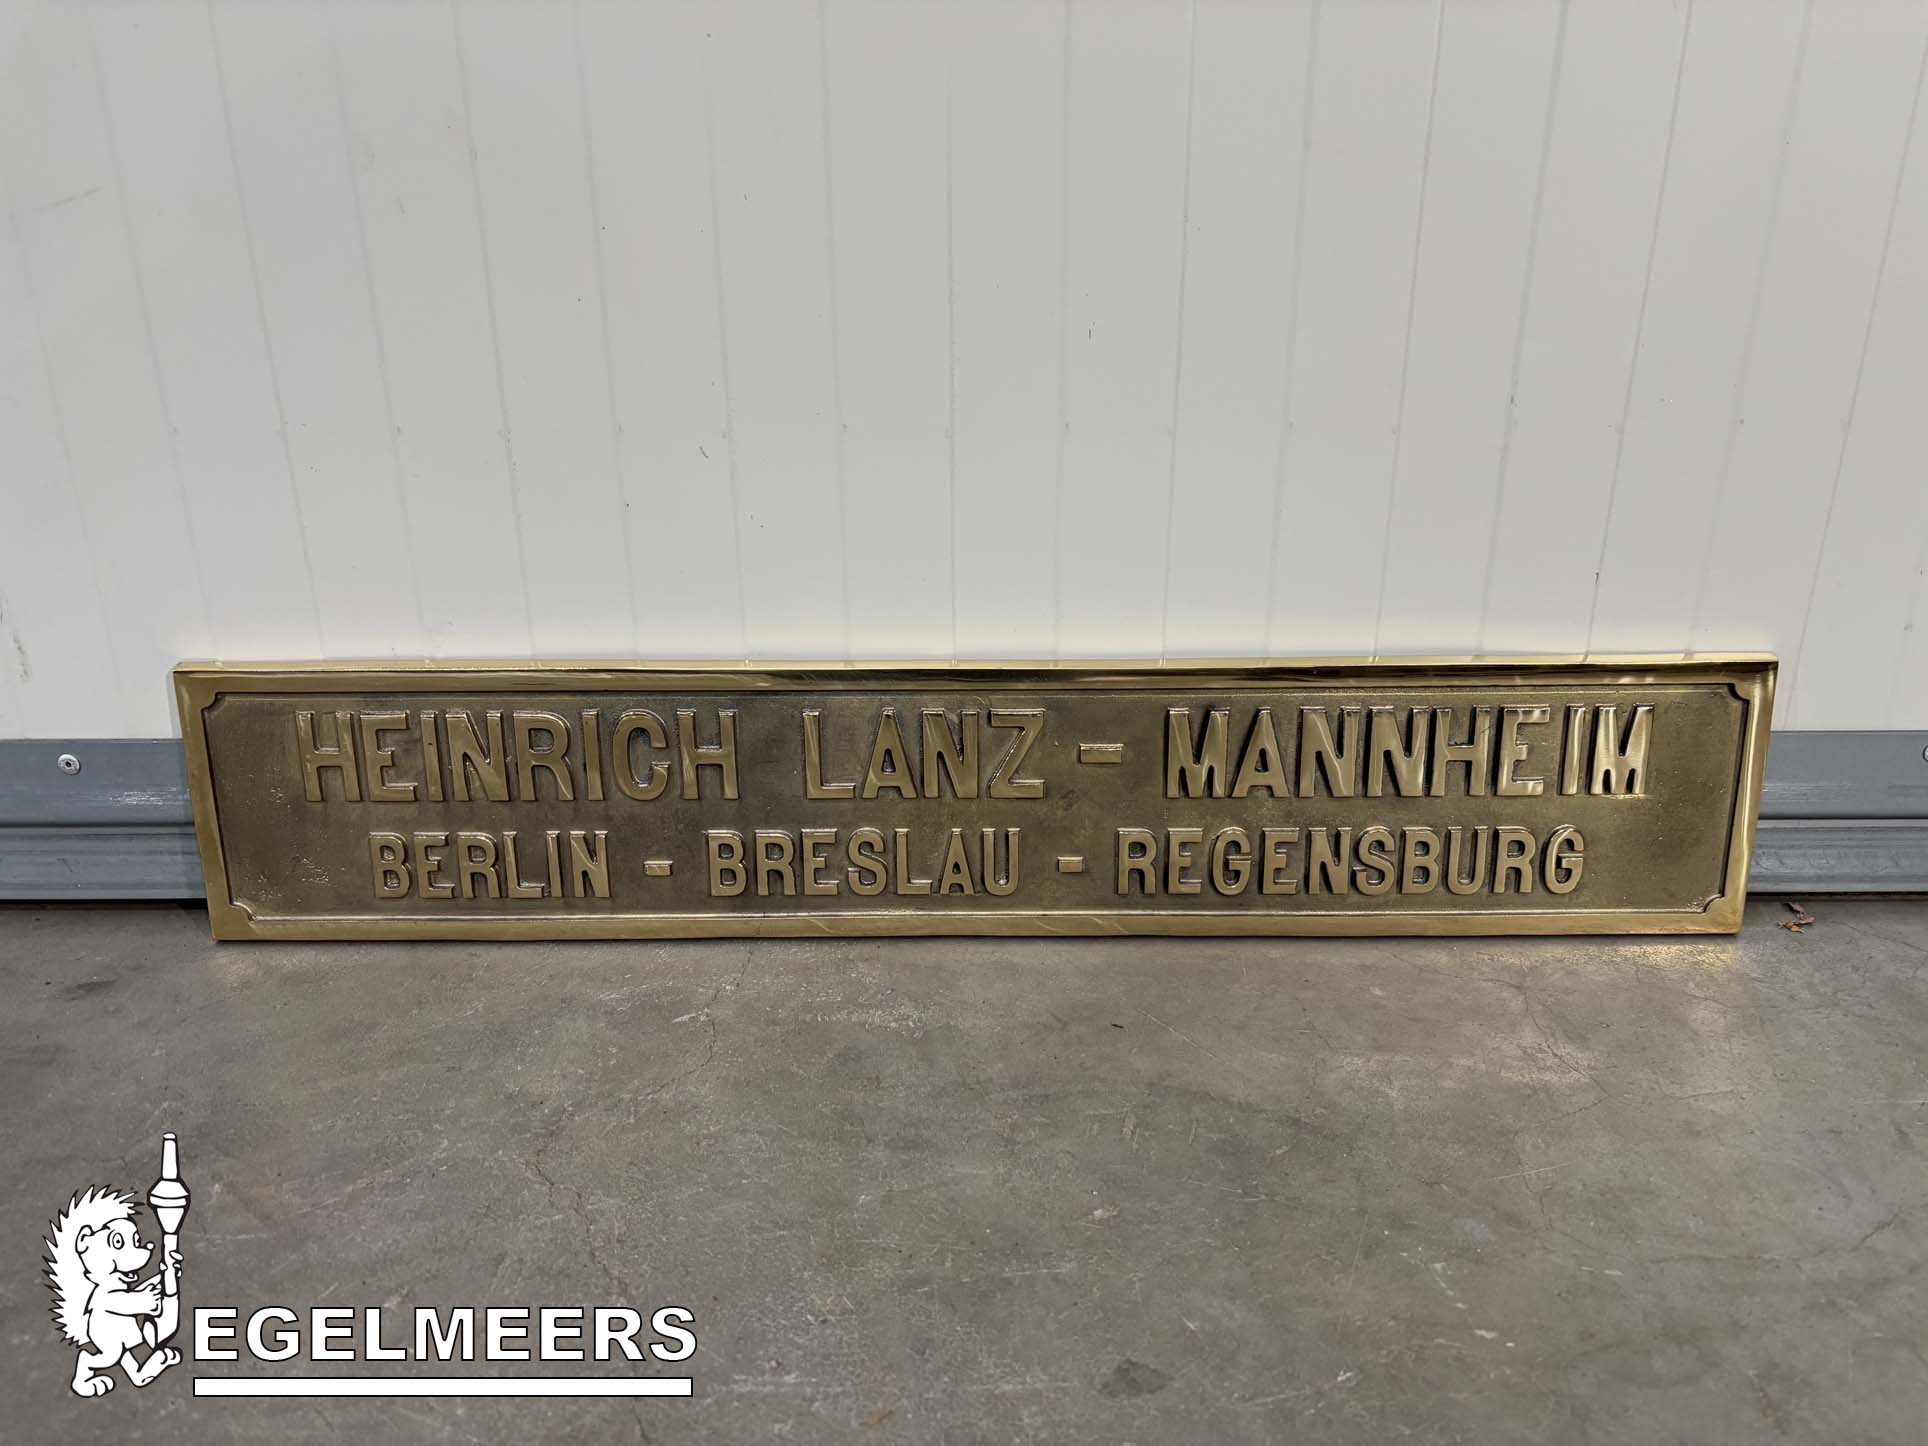 HEINRICH LANZ - MANNHEIM
BERLIN - BRESLAU - REGENSBURG
EGELMEERS